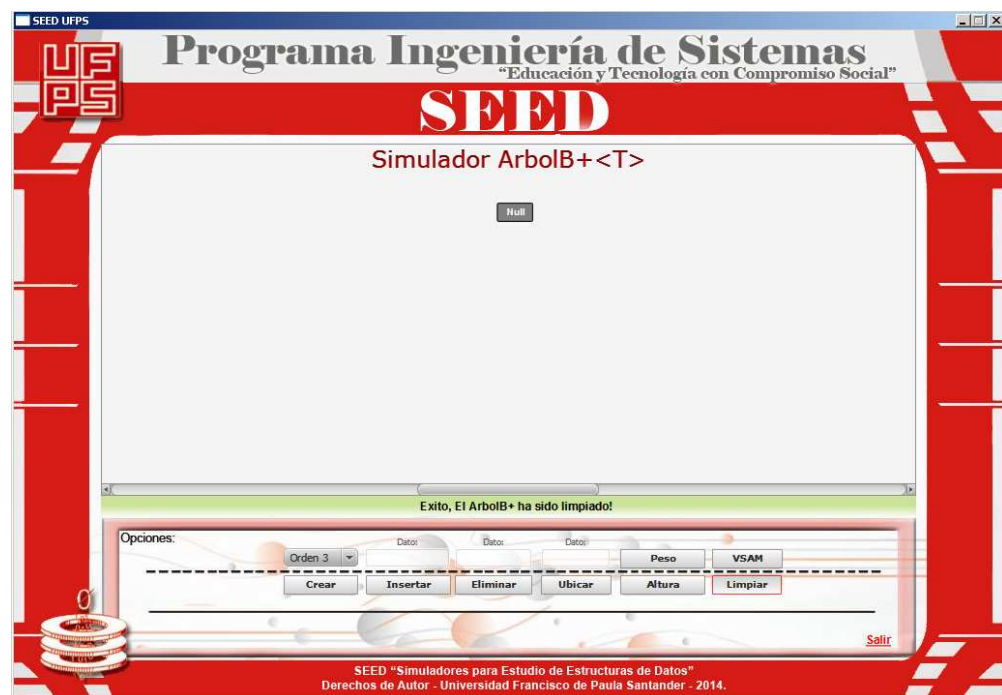 SEED UFPS
UFPS
Programa Ingeniería de Sistemas
“Educación y Tecnología con Compromiso Social”
SEED
Simulador ArbolB+<T>
Null
Exito, El ArbolB+ ha sido limpiado!
Opciones:
Dato: Dato: Dato:
Orden 3 Peso VSAM
Crear Insertar Eliminar Ubicar Altura Limpiar
Salir
SEED “Simuladores para Estudio de Estructuras de Datos”
Derechos de Autor - Universidad Francisco de Paula Santander - 2014.